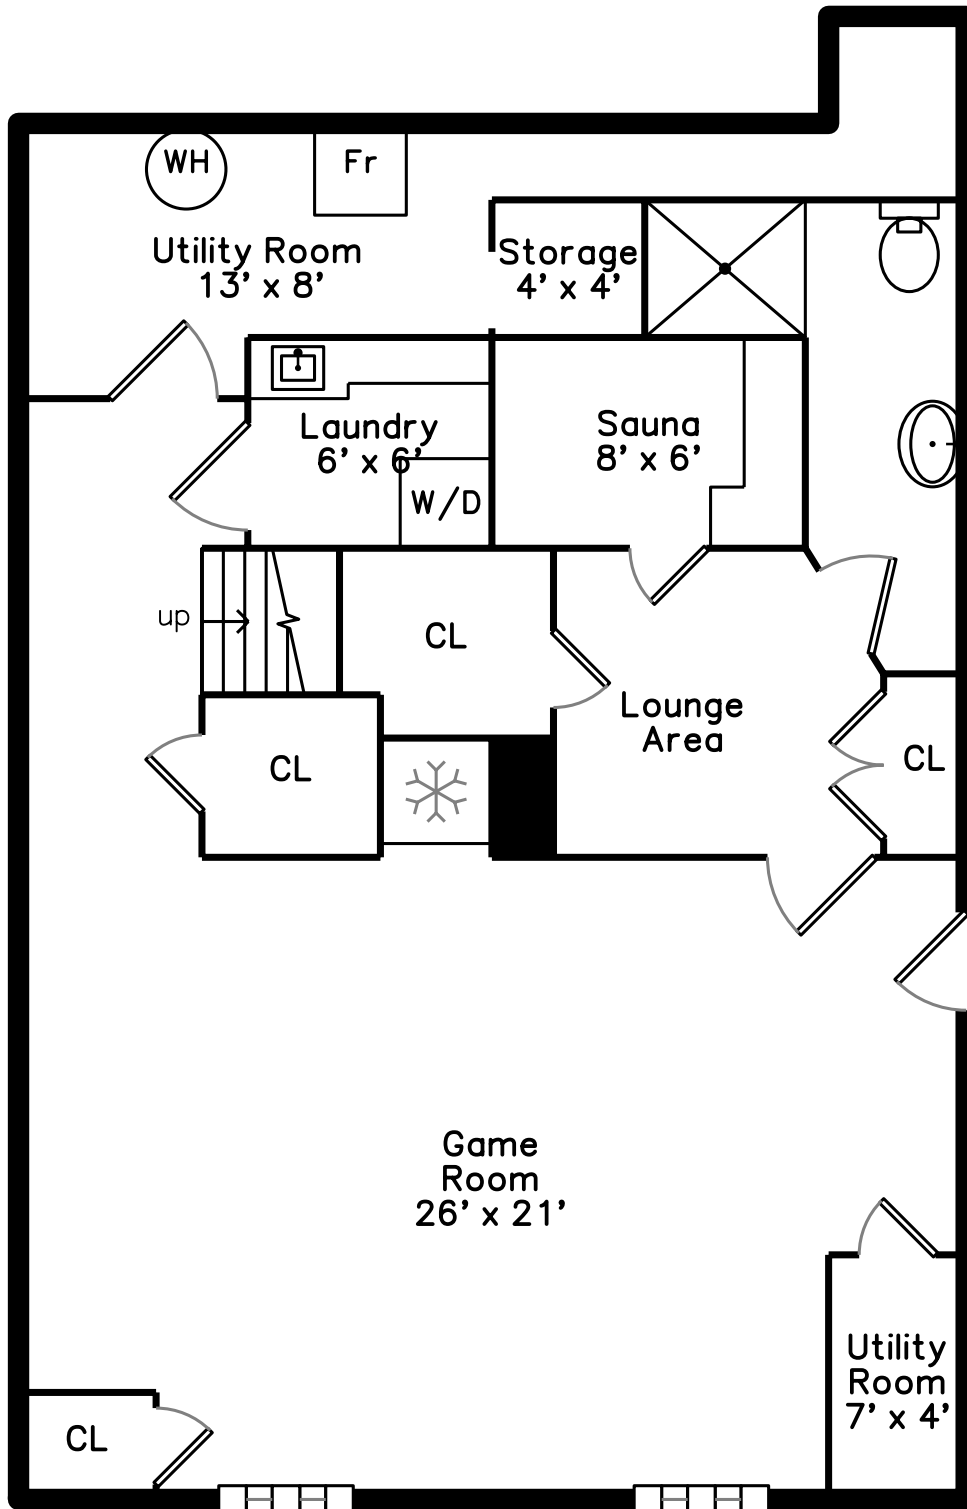 WH
Fr
Utility Room
13' x 8'
Storage
4' x 4'
Laundry
6' x 6'
W/D
Sauna
8' x 6'
up
CL
Lounge
Area
CL
CL
Game
Room
26' x 21'
Utility
Room
7' x 4'
CL